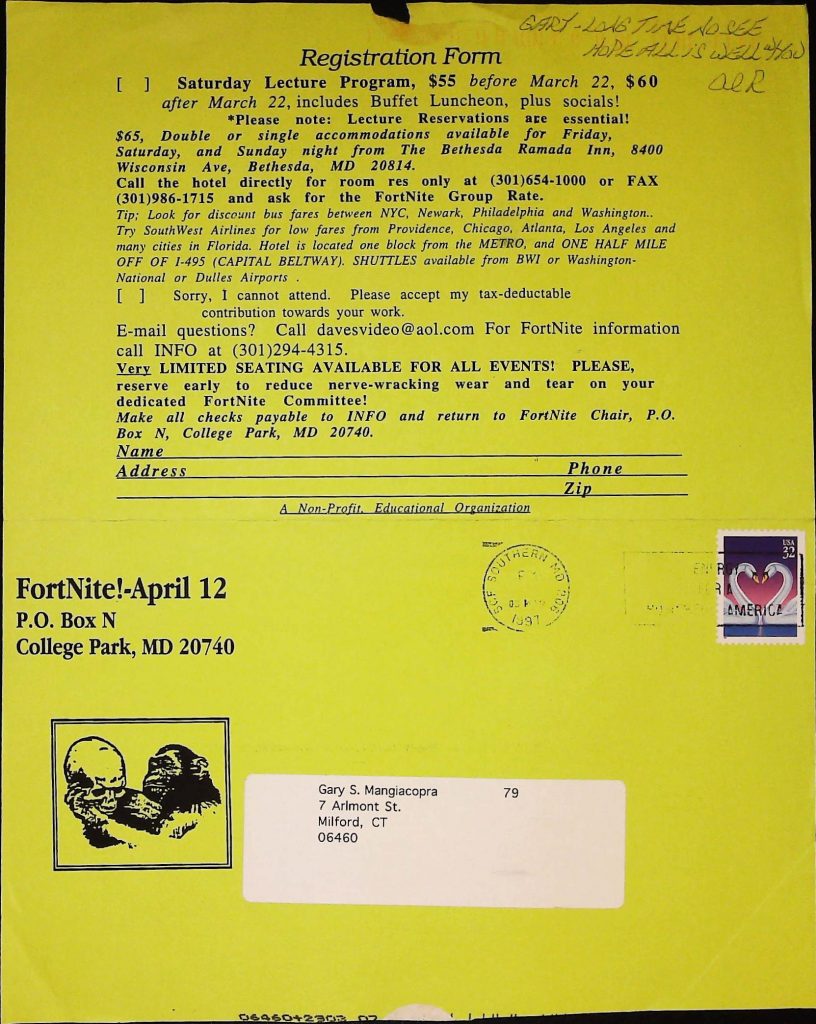 GARY - LONG TIME NO SEE
HOPE ALL IS WELL W/YOU
Registration Form
[ ] Saturday Lecture Program, $55 before March 22, $60
after March 22, includes Buffet Luncheon, plus socials!
*Please note: Lecture Reservations are essential!
$65, Double or single accommodations available for Friday,
Saturday, and Sunday night from The Bethesda Ramada Inn, 8400
Wisconsin Ave, Bethesda, MD 20814.
Call the hotel directly for room res only at (301)654-1000 or FAX
(301)986-1715 and ask for the FortNite Group Rate.
Tip; Look for discount bus fares between NYC, Newark, Philadelphia and Washington..
Try SouthWest Airlines for low fares from Providence, Chicago, Atlanta, Los Angeles and
many cities in Florida. Hotel is located one block from the METRO, and ONE HALF MILE
OFF OF I-495 (CAPITAL BELTWAY). SHUTTLES available from BWI or Washington-
National or Dulles Airports .
[ ] Sorry, I cannot attend. Please accept my tax-deductable
contribution towards your work.
E-mail questions? Call davesvideo@aol.com For FortNite information
call INFO at (301)294-4315.
Very LIMITED SEATING AVAILABLE FOR ALL EVENTS! PLEASE,
reserve early to reduce nerve-wracking wear and tear on your
dedicated FortNite Committee!
Make all checks payable to INFO and return to FortNite Chair, P.O.
Box N, College Park, MD 20740.
Name
Address Phone
Zip
A Non-Profit, Educational Organization
FortNite!-April 12
P.O. Box N
College Park, MD 20740
SOUTHERN MD
1997
AMERICA
USA
32
Gary S. Mangiacopra 79
7 Arlmont St.
Milford, CT
06460